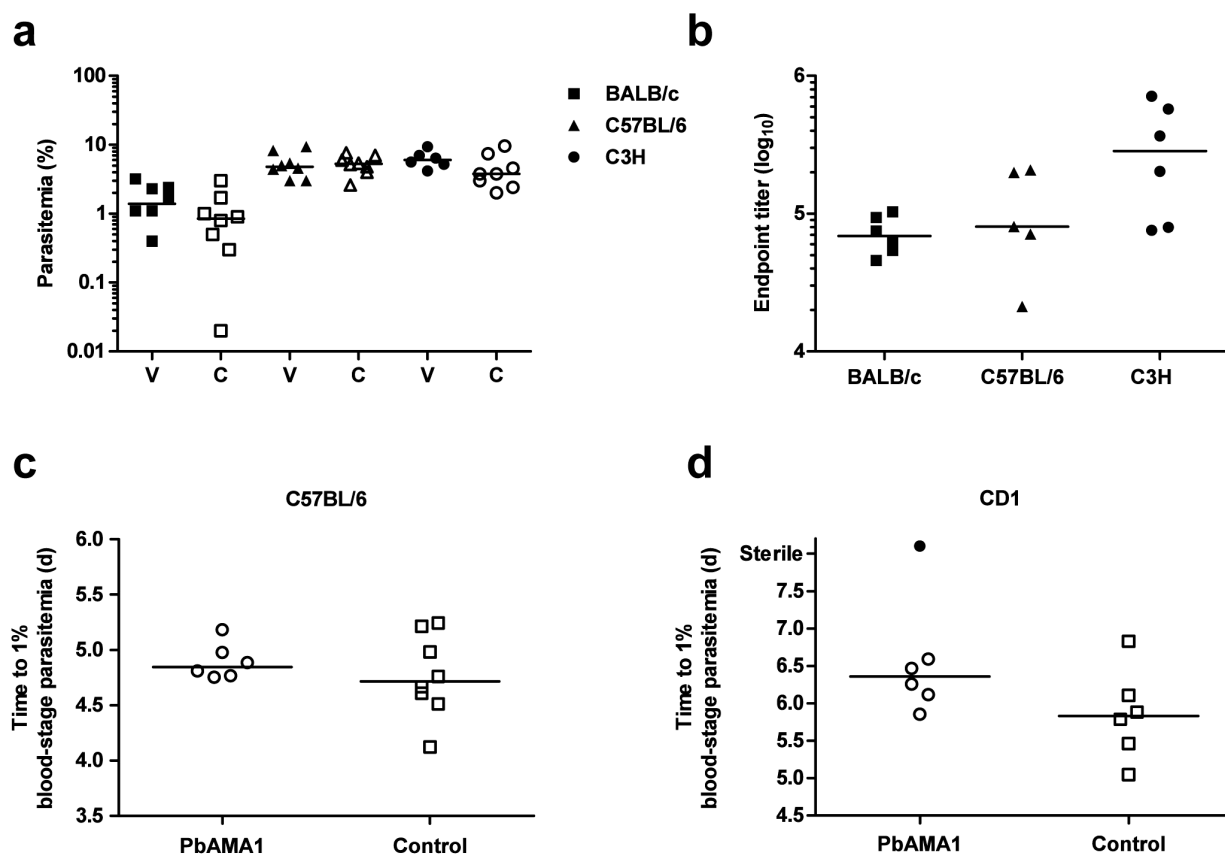 a
Parasitemia (%)
100
10
1
0.1
0.01
V
C
V
C
V
C
BALB/c
C57BL/6
C3H
b
Endpoint titer (log₁₀)
6
5
4
BALB/c
C57BL/6
C3H
c
C57BL/6
Time to 1%
blood-stage parasitemia (d)
6.0
5.5
5.0
4.5
4.0
3.5
PbAMA1
Control
d
CD1
Time to 1%
blood-stage parasitemia (d)
Sterile
7.5
7.0
6.5
6.0
5.5
5.0
4.5
PbAMA1
Control